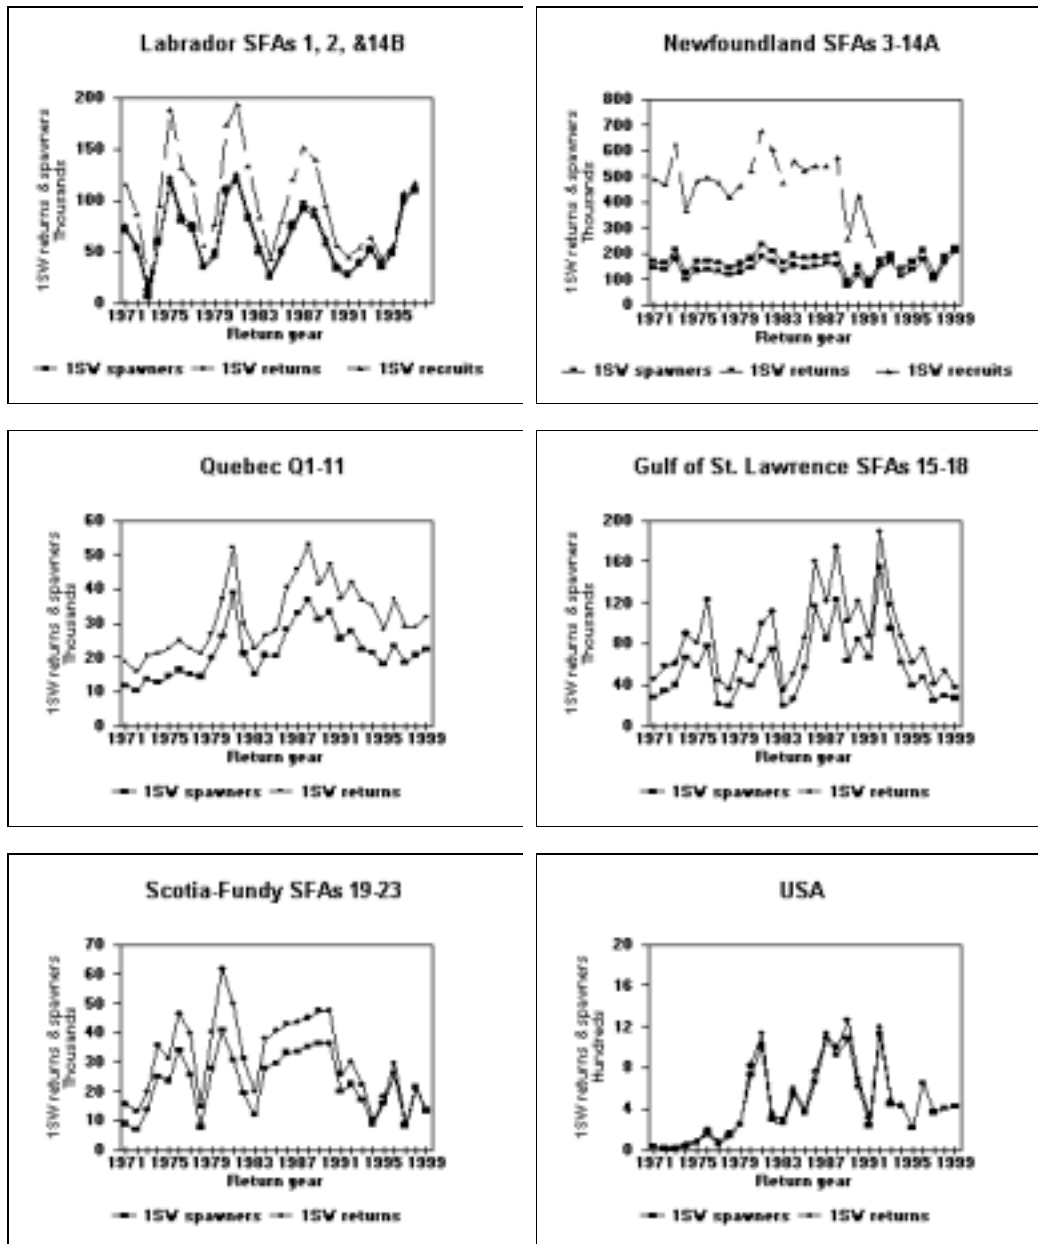 Labrador SFAs 1, 2, &14B
1SW returns & spawners
Thousands
200
150
100
50
0
1971 1975 1979 1983 1987 1991 1995
Return year
1SW spawners 1SW returns 1SW recruits
Newfoundland SFAs 3-14A
1SW returns & spawners
Thousands
800
700
600
500
400
300
200
100
0
1971 1975 1979 1983 1987 1991 1995 1999
Return year
1SW spawners 1SW returns 1SW recruits
Quebec Q1-11
1SW returns & spawners
Thousands
60
50
40
30
20
10
0
1971 1975 1979 1983 1987 1991 1995 1999
Return year
1SW spawners 1SW returns
Gulf of St. Lawrence SFAs 15-18
1SW returns & spawners
Thousands
200
160
120
80
40
0
1971 1975 1979 1983 1987 1991 1995 1999
Return year
1SW spawners 1SW returns
Scotia-Fundy SFAs 19-23
1SW returns & spawners
Thousands
70
60
50
40
30
20
10
0
1971 1975 1979 1983 1987 1991 1995 1999
Return year
1SW spawners 1SW returns
USA
1SW returns & spawners
Hundreds
20
16
12
8
4
0
1971 1975 1979 1983 1987 1991 1995 1999
Return year
1SW spawners 1SW returns